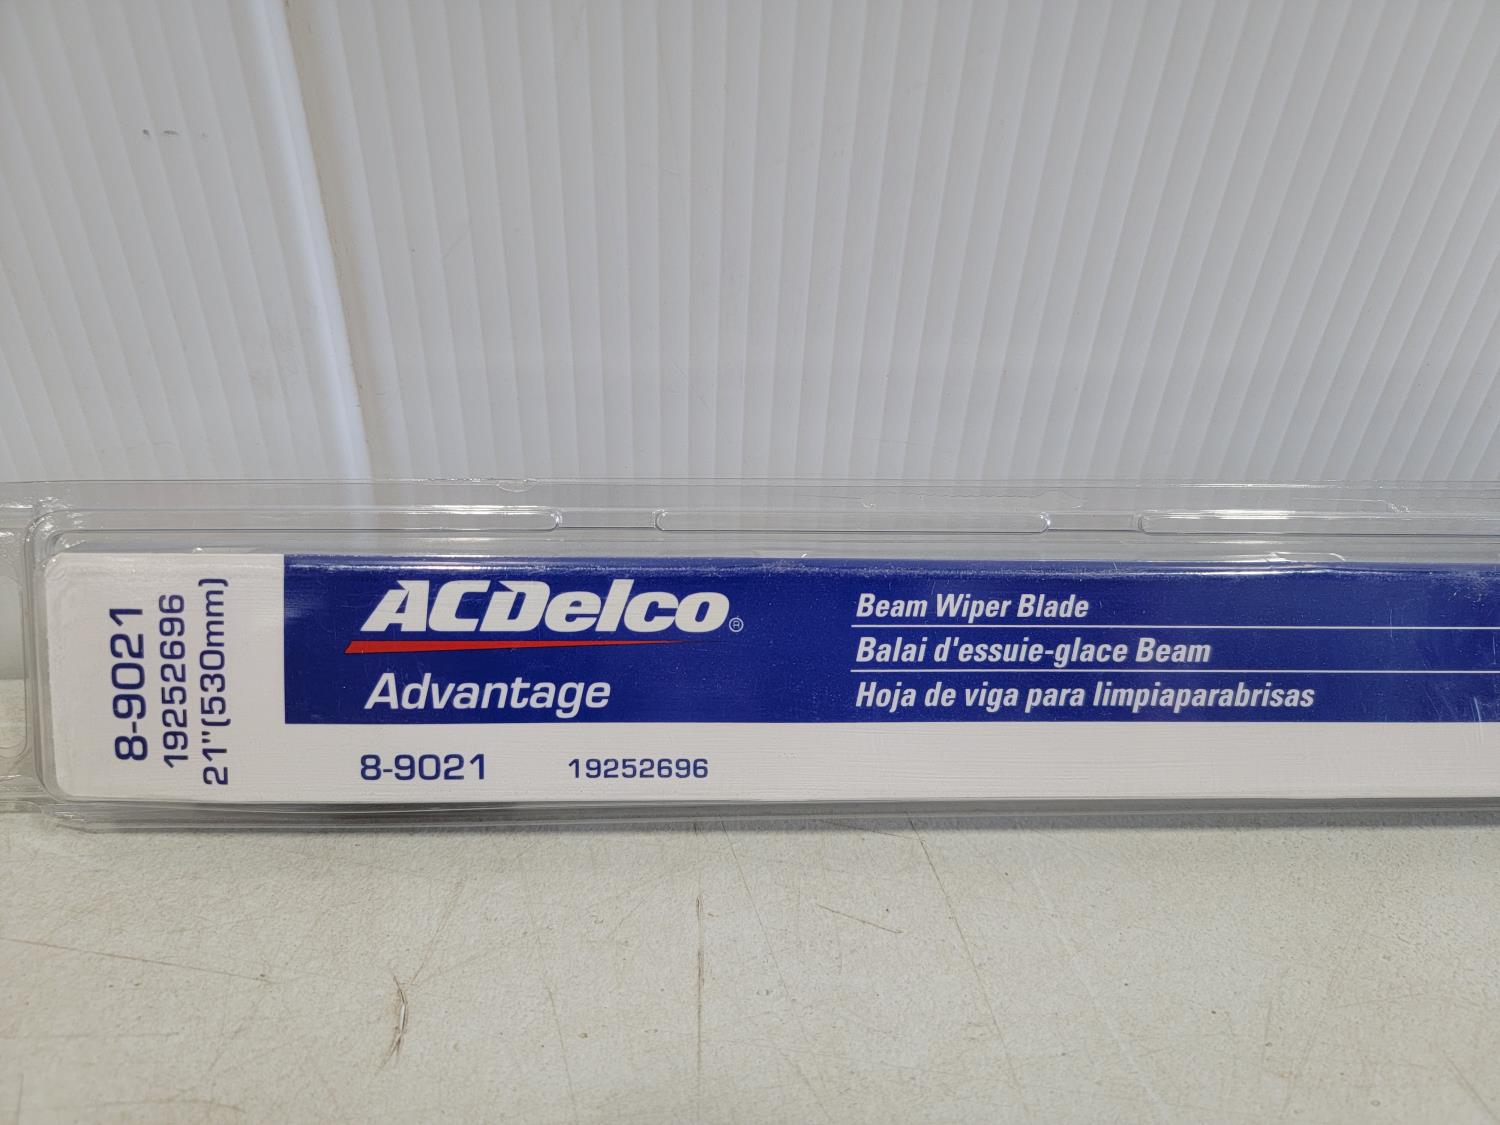 8-9021
19252696
21"(530mm)
ACDelco®
Advantage
Beam Wiper Blade
Balai d'essuie-glace Beam
Hoja de viga para limpiaparabrisas
8-9021 19252696